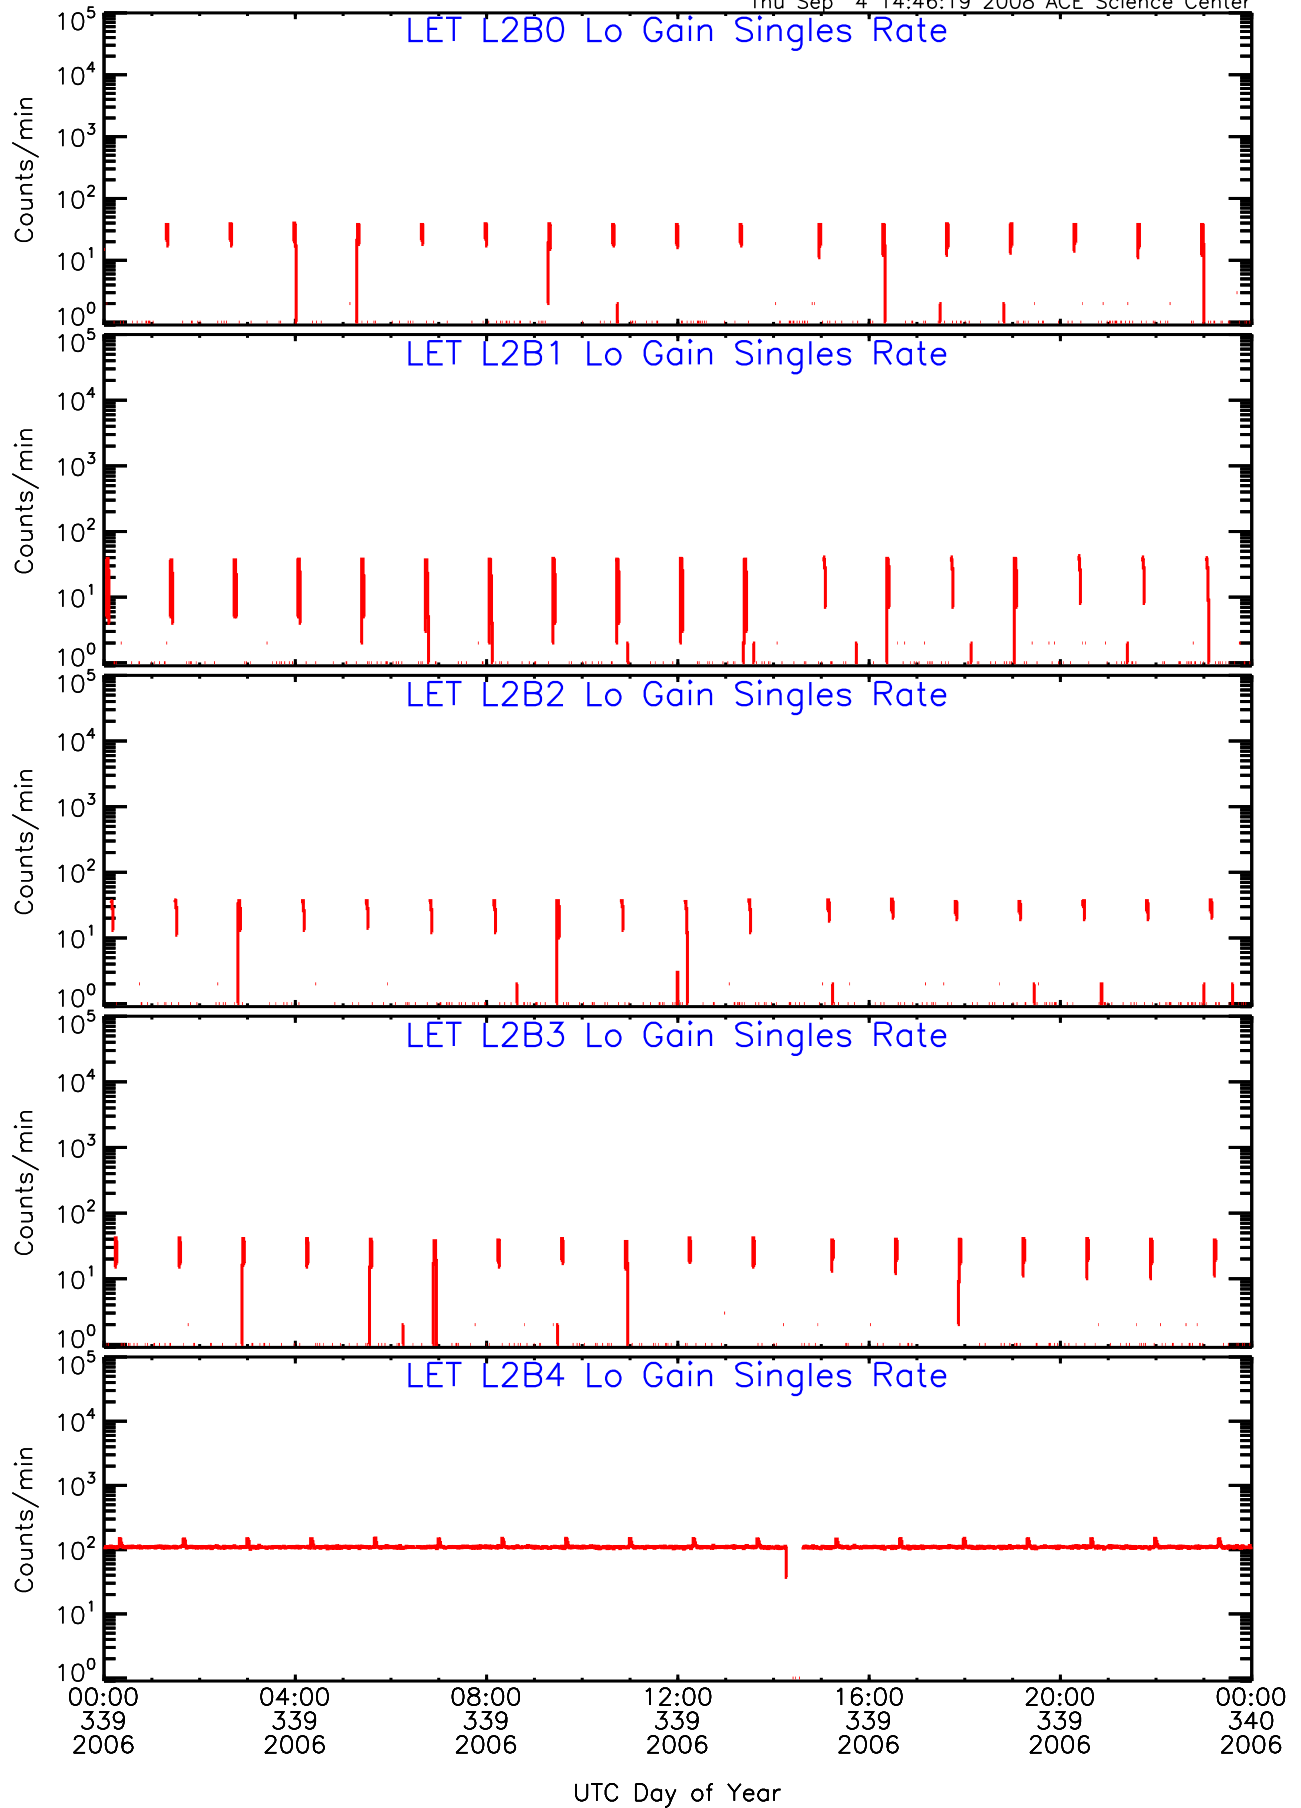 Thu Sep 4 14:46:19 2008 ACE Science Center
LET L2B0 Lo Gain Singles Rate
10^5
10^4
10^3
10^2
10^1
10^0
Counts/min
LET L2B1 Lo Gain Singles Rate
10^5
10^4
10^3
10^2
10^1
10^0
Counts/min
LET L2B2 Lo Gain Singles Rate
10^5
10^4
10^3
10^2
10^1
10^0
Counts/min
LET L2B3 Lo Gain Singles Rate
10^5
10^4
10^3
10^2
10^1
10^0
Counts/min
LET L2B4 Lo Gain Singles Rate
10^5
10^4
10^3
10^2
10^1
10^0
Counts/min
00:00 04:00 08:00 12:00 16:00 20:00 00:00
339 339 339 339 339 339 340
2006 2006 2006 2006 2006 2006 2006
UTC Day of Year